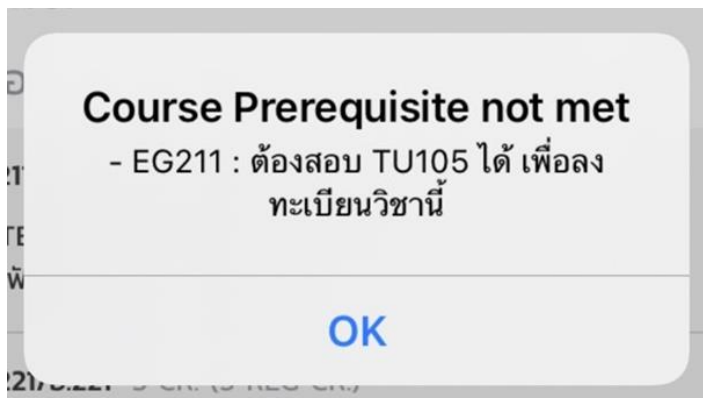 Course Prerequisite not met
- EG211 : ต้องสอบ TU105 ได้ เพื่อลง
ทะเบียนวิชานี้
OK